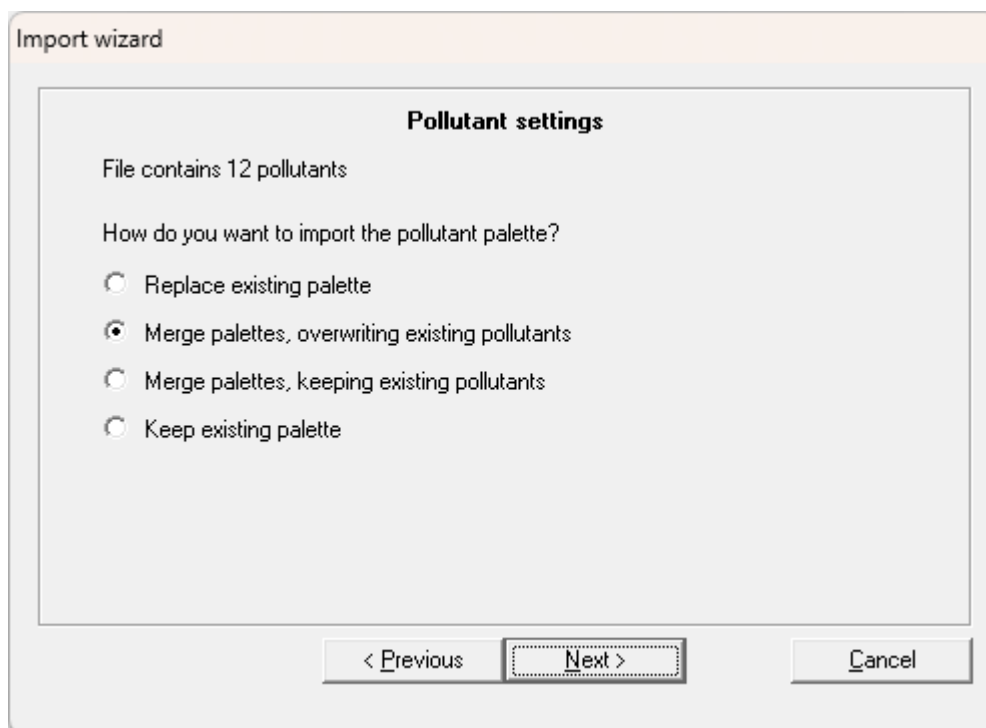 Import wizard
Pollutant settings
File contains 12 pollutants
How do you want to import the pollutant palette?
Replace existing palette
Merge palettes, overwriting existing pollutants
Merge palettes, keeping existing pollutants
Keep existing palette
< Previous Next > Cancel